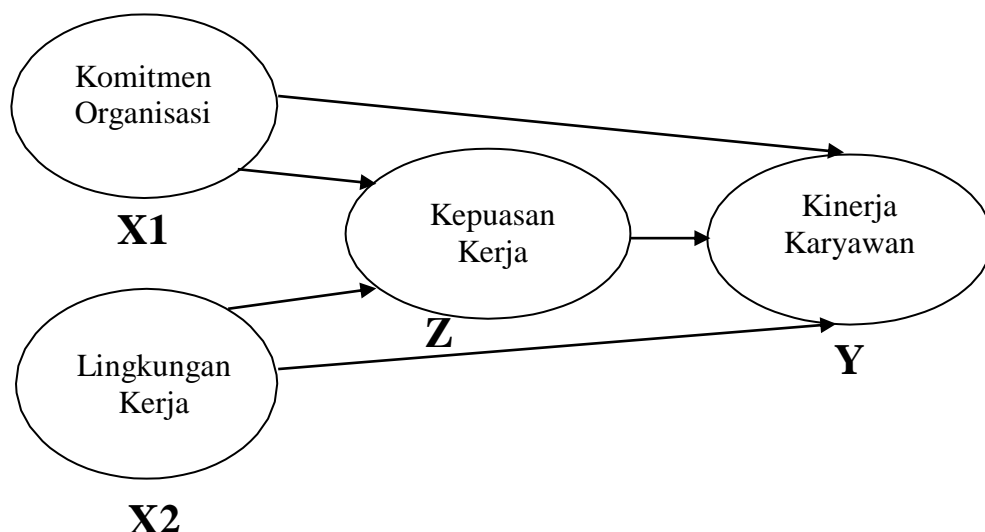 Komitmen
Organisasi
X1
Kepuasan
Kerja
Z
Kinerja
Karyawan
Y
Lingkungan
Kerja
X2